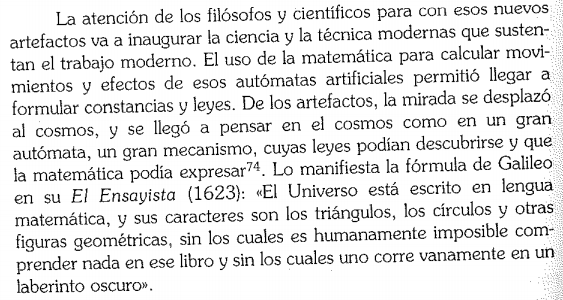 La atención de los filósofos y científicos para con esos nuevos
artefactos va a inaugurar la ciencia y la técnica modernas que susten-
tan el trabajo moderno. El uso de la matemática para calcular movi-
mientos y efectos de esos autómatas artificiales permitió llegar a
formular constancias y leyes. De los artefactos, la mirada se desplazó
al cosmos, y se llegó a pensar en el cosmos como en un gran
autómata, un gran mecanismo, cuyas leyes podían descubrirse y que
la matemática podía expresar⁷⁴. Lo manifiesta la fórmula de Galileo
en su El Ensayista (1623): «El Universo está escrito en lengua
matemática, y sus caracteres son los triángulos, los círculos y otras
figuras geométricas, sin los cuales es humanamente imposible com-
prender nada en ese libro y sin los cuales uno corre vanamente en un
laberinto oscuro».